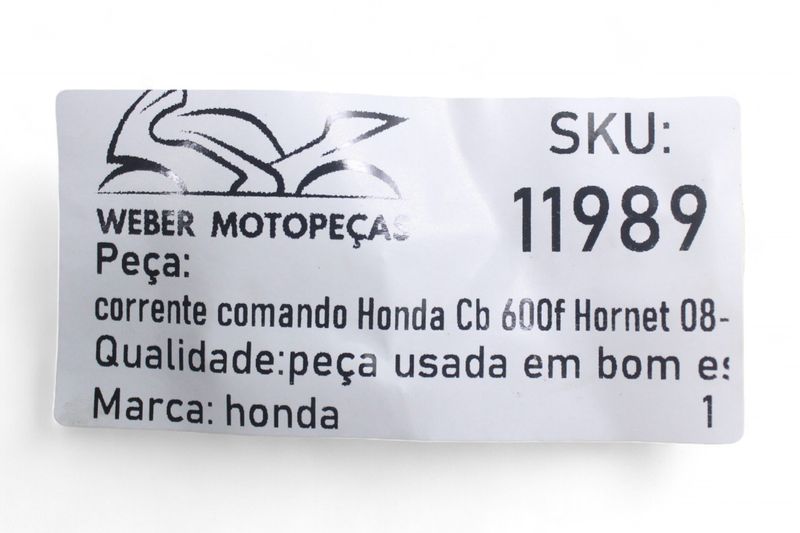 WEBER MOTOPEÇAS
SKU:
11989
Peça:
corrente comando Honda Cb 600f Hornet 08-
Qualidade:peça usada em bom es
Marca: honda
1